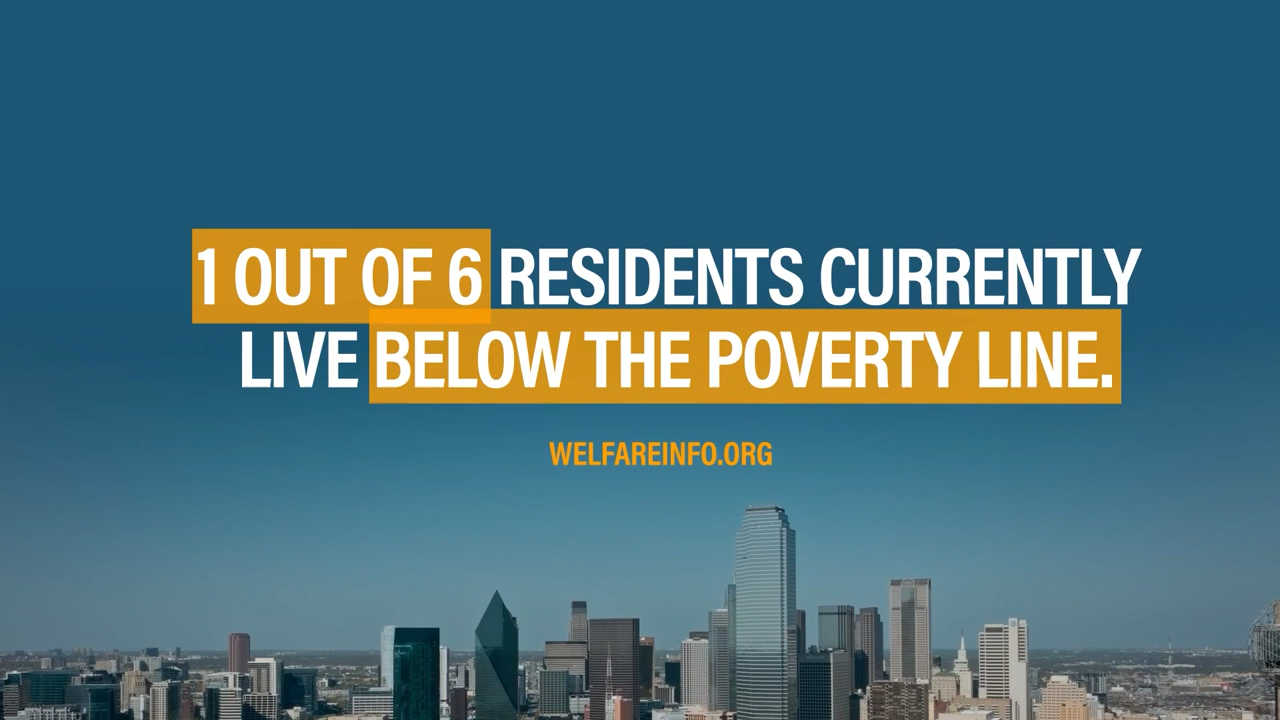 1 OUT OF 6 RESIDENTS CURRENTLY
LIVE BELOW THE POVERTY LINE.
WELFAREINFO.ORG